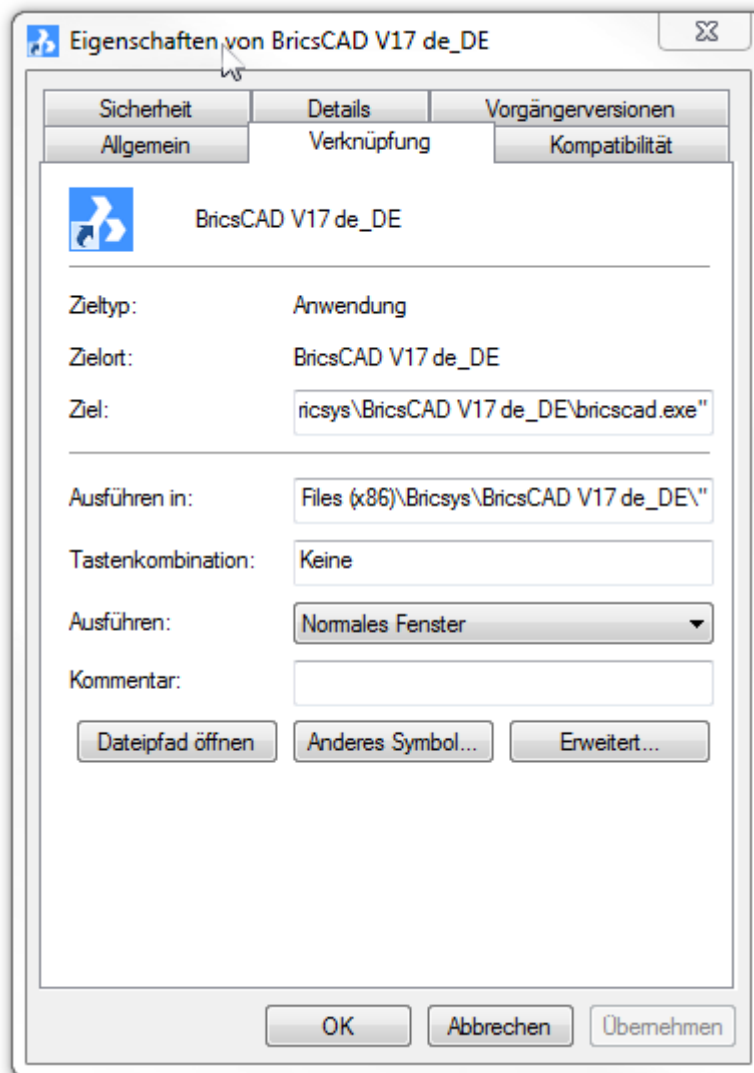 Eigenschaften von BricsCAD V17 de_DE
Sicherheit Details Vorgängerversionen
Allgemein Verknüpfung Kompatibilität
BricsCAD V17 de_DE
Zieltyp: Anwendung
Zielort: BricsCAD V17 de_DE
Ziel: ricsys\BricsCAD V17 de_DE\bricscad.exe"
Ausführen in: Files (x86)\Bricsys\BricsCAD V17 de_DE\"
Tastenkombination: Keine
Ausführen: Normales Fenster
Kommentar:
Dateipfad öffnen Anderes Symbol... Erweitert...
OK Abbrechen Übernehmen